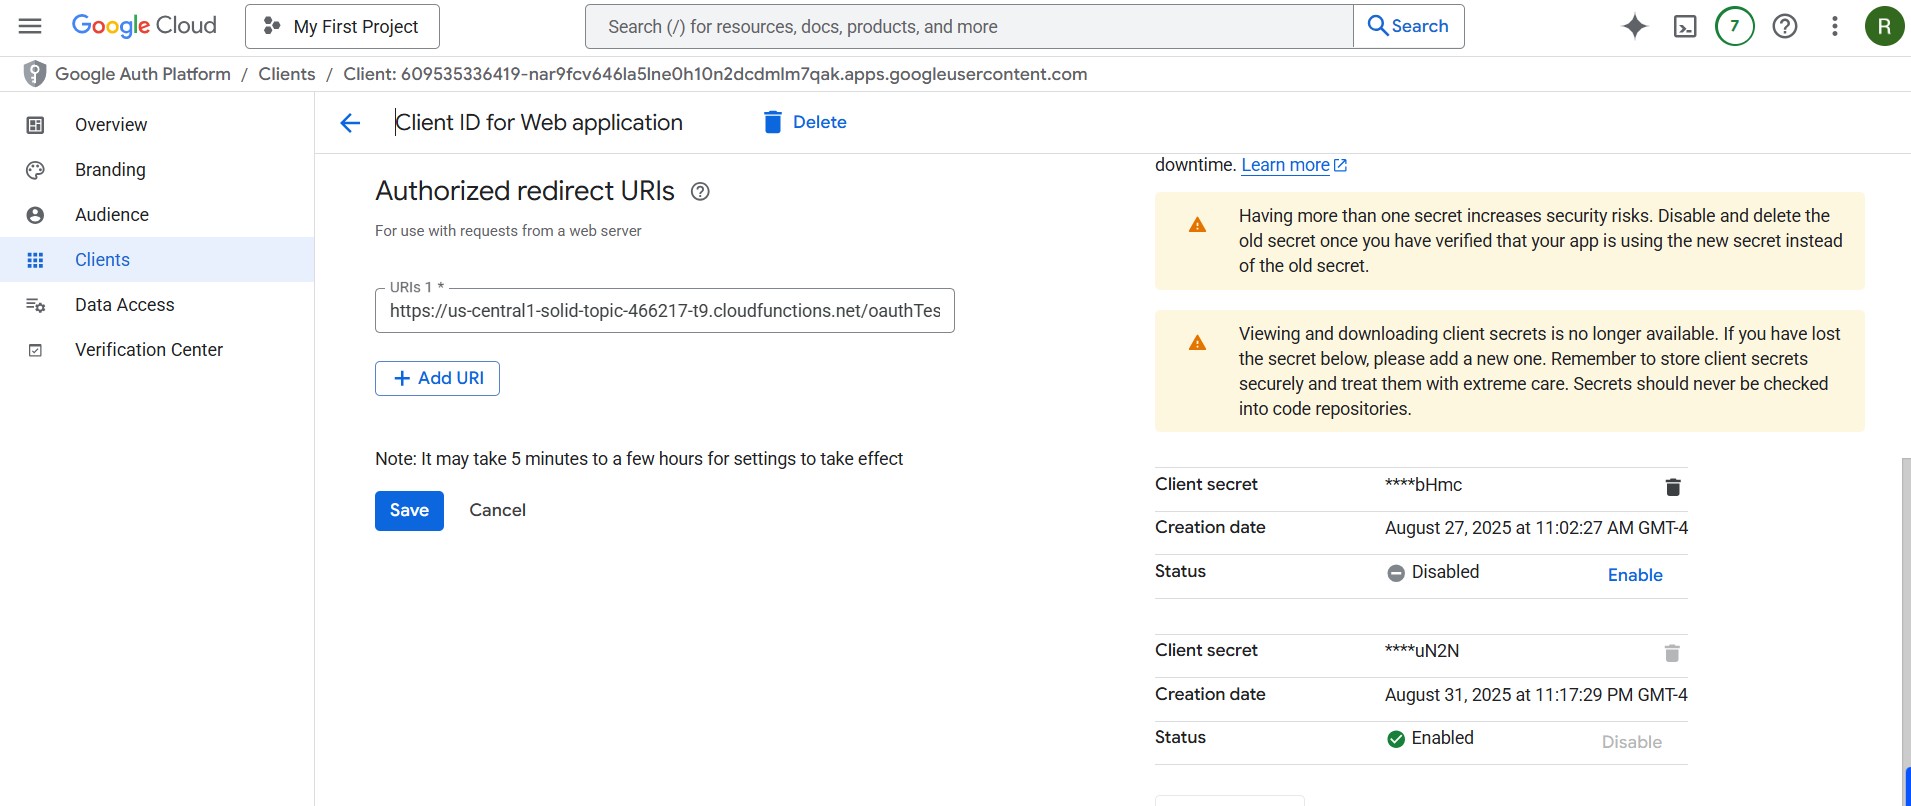 Google Cloud
My First Project
Search (/) for resources, docs, products, and more
Search
7
R
Google Auth Platform / Clients / Client: 609535336419-nar9fcv646la5lne0h10n2dcdmlm7qak.apps.googleusercontent.com
Overview
Branding
Audience
Clients
Data Access
Verification Center
Client ID for Web application
Delete
Authorized redirect URIs
For use with requests from a web server
URIs 1 *
https://us-central1-solid-topic-466217-t9.cloudfunctions.net/oauthTes
Add URI
Note: It may take 5 minutes to a few hours for settings to take effect
Save
Cancel
downtime. Learn more
Having more than one secret increases security risks. Disable and delete the
old secret once you have verified that your app is using the new secret instead
of the old secret.
Viewing and downloading client secrets is no longer available. If you have lost
the secret below, please add a new one. Remember to store client secrets
securely and treat them with extreme care. Secrets should never be checked
into code repositories.
Client secret ****bHmc
Creation date August 27, 2025 at 11:02:27 AM GMT-4
Status Disabled Enable
Client secret ****uN2N
Creation date August 31, 2025 at 11:17:29 PM GMT-4
Status Enabled Disable